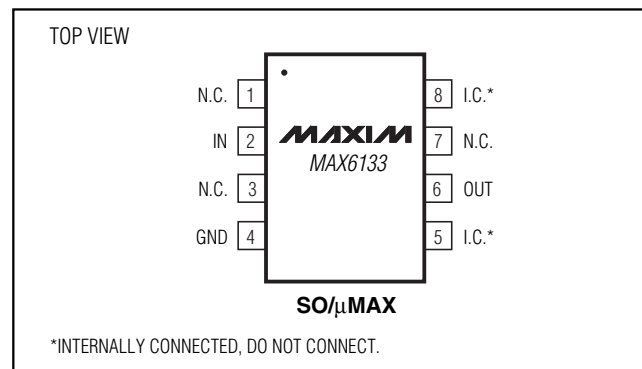 TOP VIEW
N.C. 1
8 I.C.*
IN 2
MAXIM
7 N.C.
MAX6133
N.C. 3
6 OUT
GND 4
5 I.C.*
SO/μMAX
*INTERNALLY CONNECTED, DO NOT CONNECT.